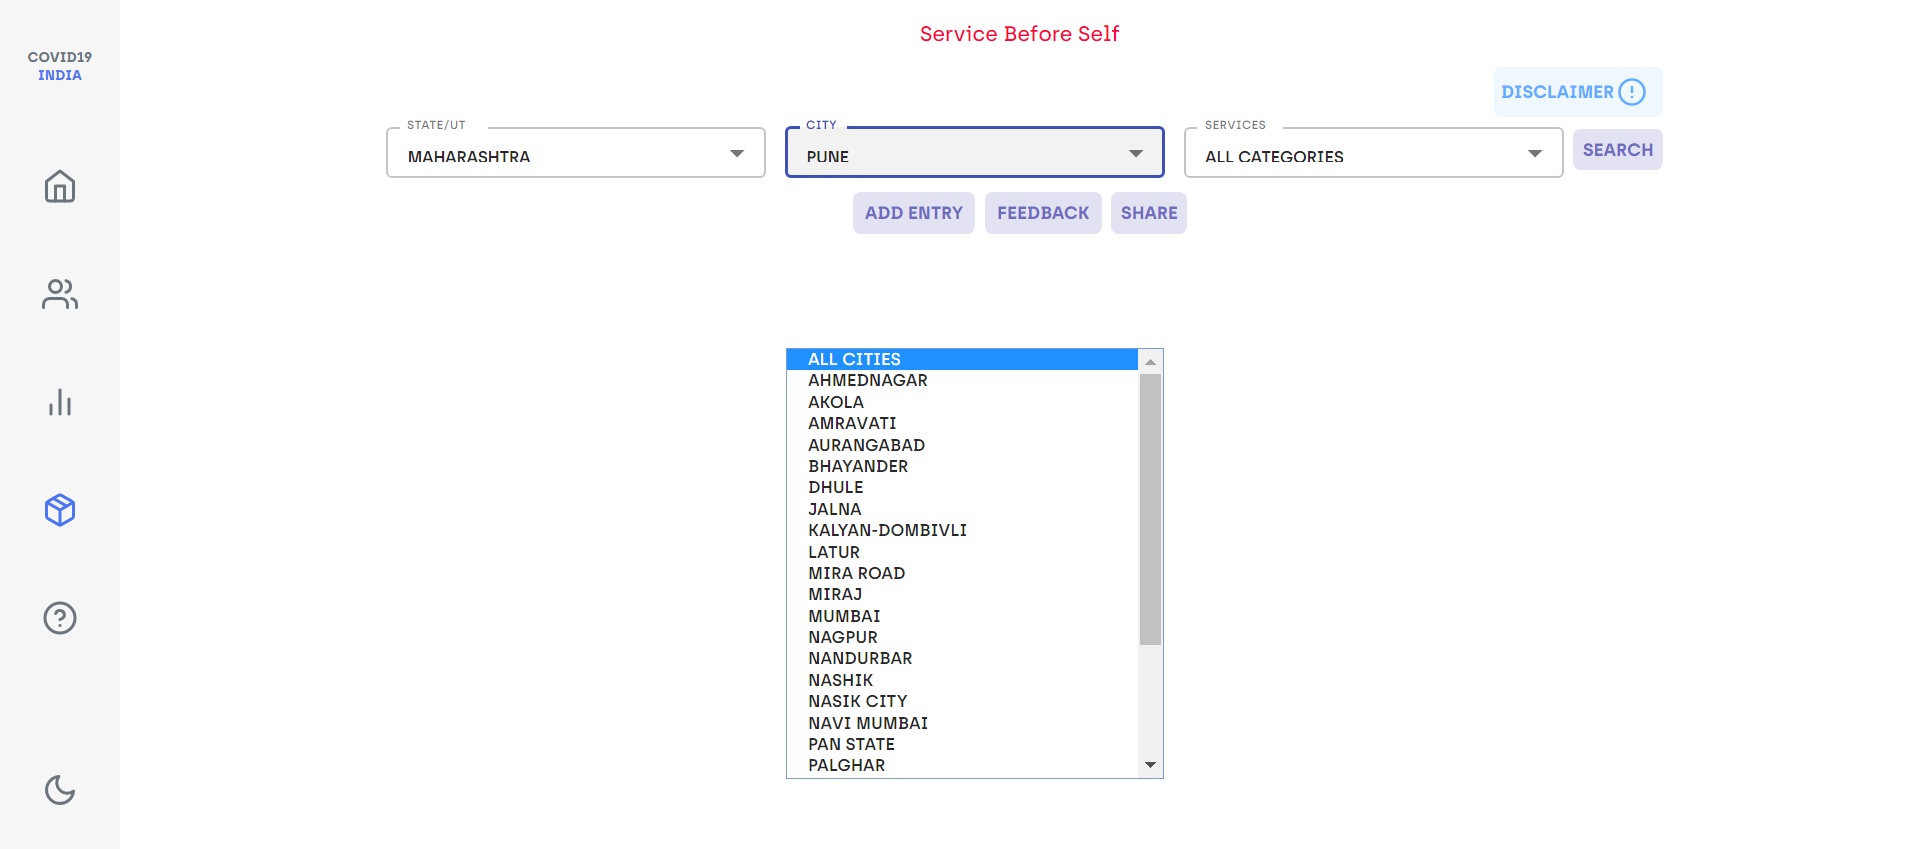 COVID19
INDIA
Service Before Self
DISCLAIMER
STATE/UT
MAHARASHTRA
CITY
PUNE
SERVICES
ALL CATEGORIES
SEARCH
ADD ENTRY
FEEDBACK
SHARE
ALL CITIES
AHMEDNAGAR
AKOLA
AMRAVATI
AURANGABAD
BHAYANDER
DHULE
JALNA
KALYAN-DOMBIVLI
LATUR
MIRA ROAD
MIRAJ
MUMBAI
NAGPUR
NANDURBAR
NASHIK
NASIK CITY
NAVI MUMBAI
PAN STATE
PALGHAR